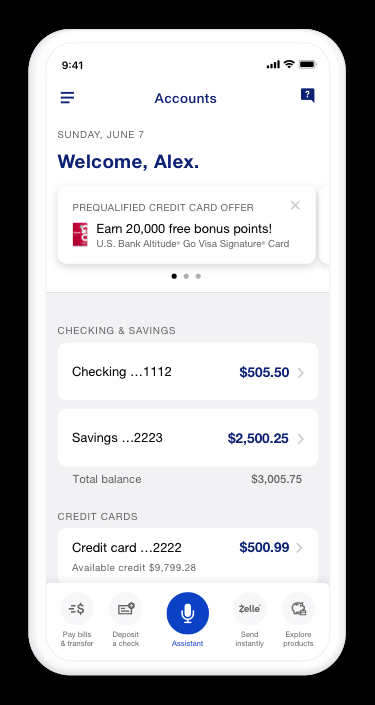 9:41
Accounts
SUNDAY, JUNE 7
Welcome, Alex.
PREQUALIFIED CREDIT CARD OFFER
Earn 20,000 free bonus points!
U.S. Bank Altitude® Go Visa Signature® Card
CHECKING & SAVINGS
Checking ...1112 $505.50
Savings ...2223 $2,500.25
Total balance $3,005.75
CREDIT CARDS
Credit card ...2222 $500.99
Available credit $9,799.28
Pay bills
& transfer
Deposit
a check
Assistant
Zelle
Send
instantly
Explore
products